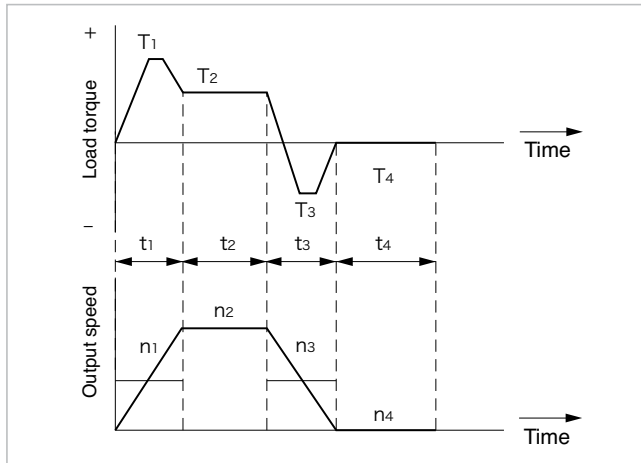 +
T1
T2
Load torque
Time
T4
T3
−
t1 t2 t3 t4
n2
n1 n3
Output speed
n4
Time